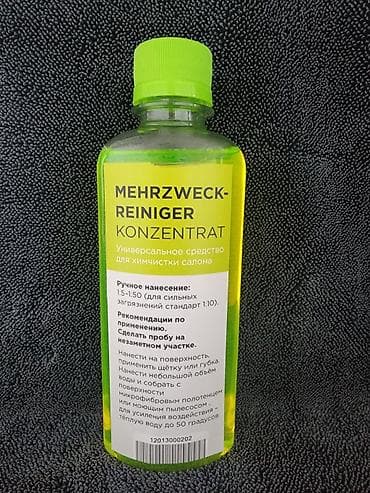 MEHRZWECK-
REINIGER
KONZENTRAT
Универсальное средство
для химчистки салона
Ручное нанесение:
1:5-1:50 (для сильных
загрязнений стандарт 1:10).
Рекомендации по
применению.
Сделать пробу на
незаметном участке.
Нанести на поверхность,
применить щётку или губка.
Нанести небольшой объём
воды и собрать с
поверхности
микрофибровым полотенцем
или моющим пылесосом ,
для усиления воздействия –
тёплую воду до 50 градусов
12013000202